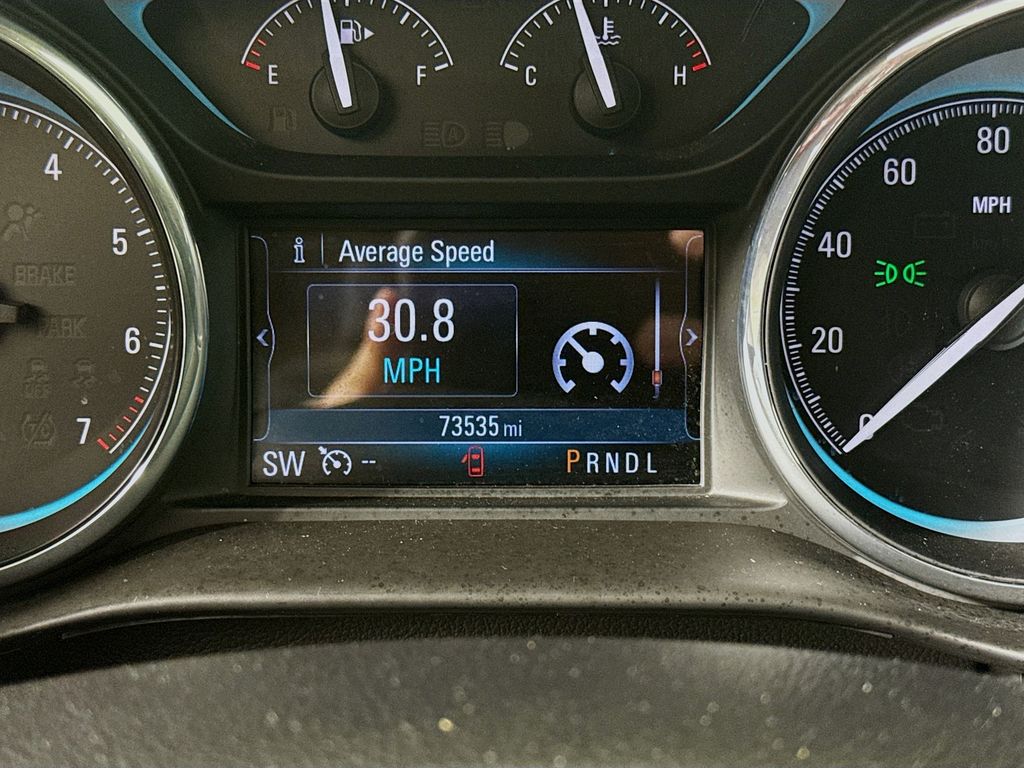 E F
C H
4
5
6
7
BRAKE
PARK
i Average Speed
30.8
MPH
73535 mi
SW --
PRNDL
80
60
MPH
40
20
0